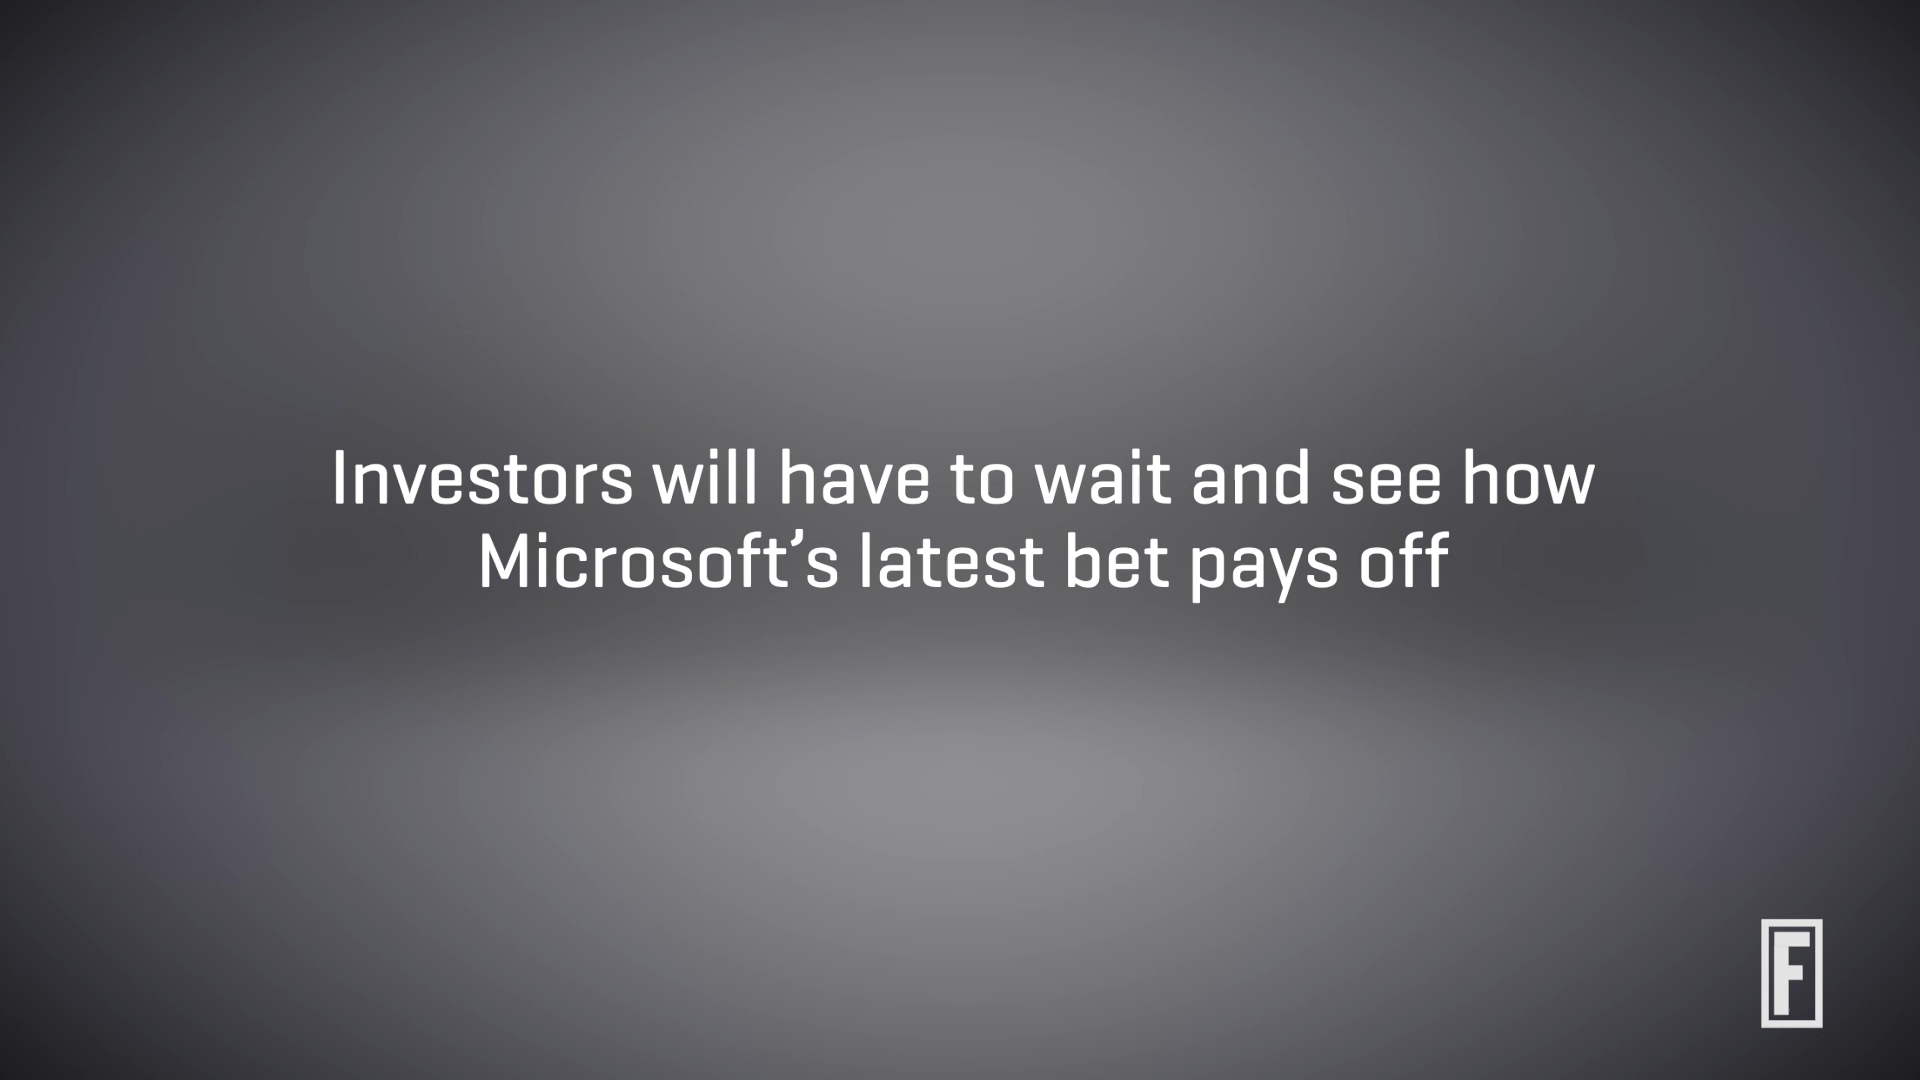 Investors will have to wait and see how
Microsoft’s latest bet pays off
F